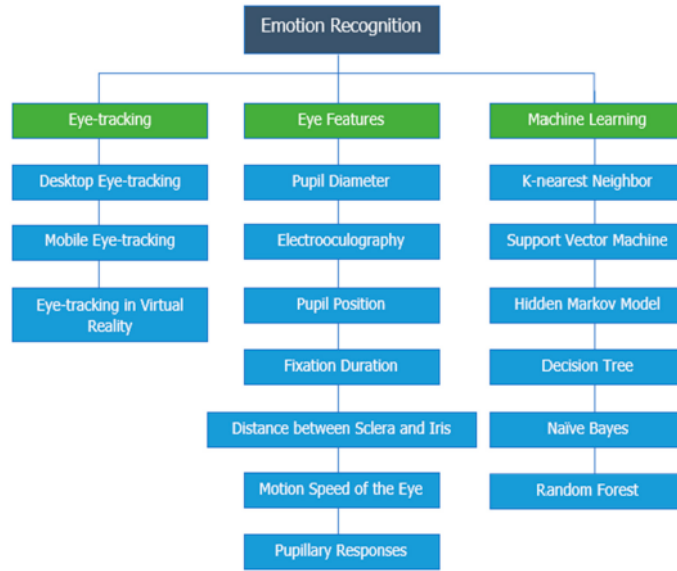 Emotion Recognition
Eye-tracking
Desktop Eye-tracking
Mobile Eye-tracking
Eye-tracking in Virtual
Reality
Eye Features
Pupil Diameter
Electrooculography
Pupil Position
Fixation Duration
Distance between Sclera and Iris
Motion Speed of the Eye
Pupillary Responses
Machine Learning
K-nearest Neighbor
Support Vector Machine
Hidden Markov Model
Decision Tree
Naïve Bayes
Random Forest